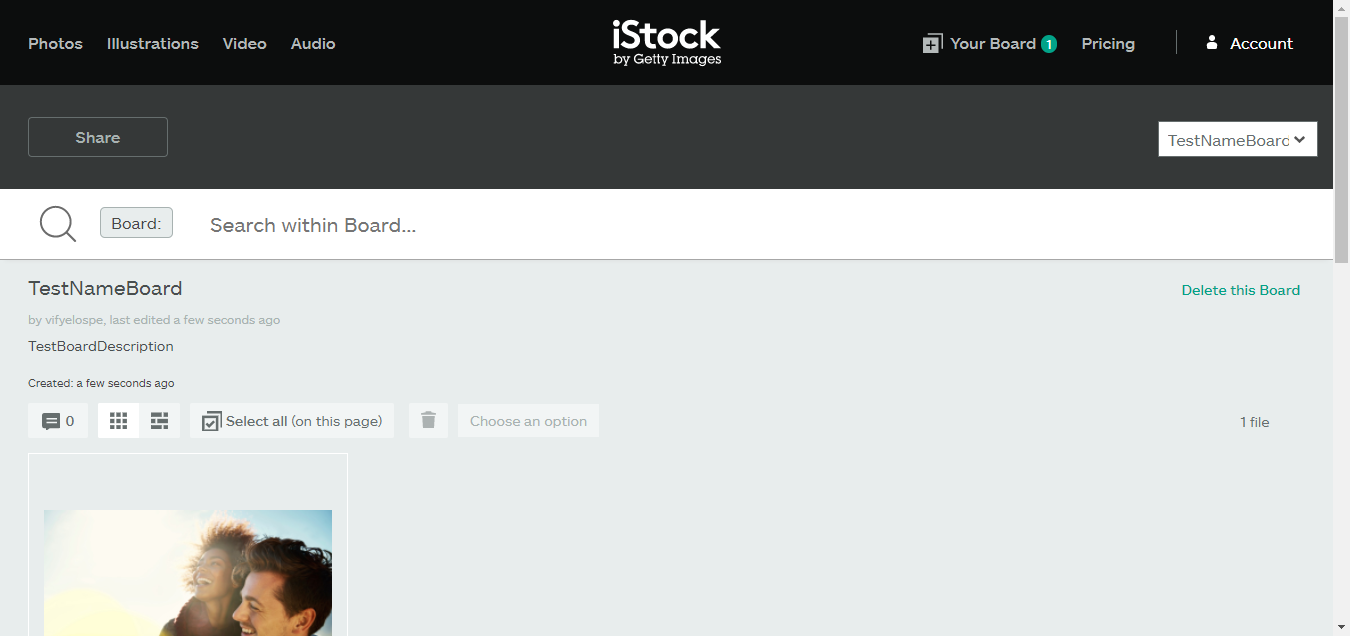 Photos Illustrations Video Audio
iStock
by Getty Images
Your Board 1 Pricing Account
Share
TestNameBoard
Board: Search within Board...
TestNameBoard
Delete this Board
by vifyelospe, last edited a few seconds ago
TestBoardDescription
Created: a few seconds ago
0 Select all (on this page) Choose an option 1 file